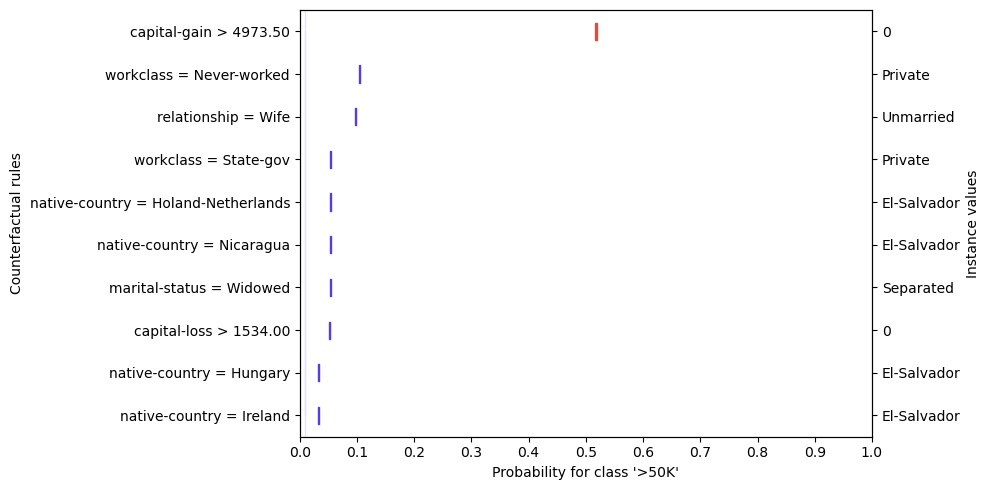 Counterfactual rules
capital-gain > 4973.50
0
workclass = Never-worked
Private
relationship = Wife
Unmarried
workclass = State-gov
Private
native-country = Holand-Netherlands
El-Salvador
native-country = Nicaragua
El-Salvador
marital-status = Widowed
Separated
capital-loss > 1534.00
0
native-country = Hungary
El-Salvador
native-country = Ireland
El-Salvador
Instance values
0.0 0.1 0.2 0.3 0.4 0.5 0.6 0.7 0.8 0.9 1.0
Probability for class '>50K'